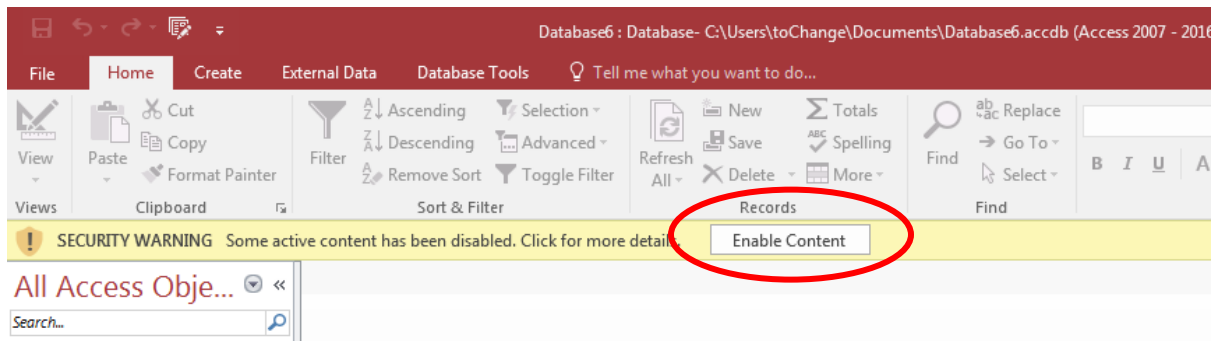 Database6 : Database- C:\Users\toChange\Documents\Database6.accdb (Access 2007 - 2016
File Home Create External Data Database Tools Tell me what you want to do...
Cut Ascending Selection New Totals Replace
Copy Descending Advanced Save Spelling Go To
View Paste Format Painter Filter Remove Sort Toggle Filter Refresh All Delete More Find Select B I U A
Views Clipboard Sort & Filter Records Find
SECURITY WARNING Some active content has been disabled. Click for more details. Enable Content
All Access Obje... «
Search...